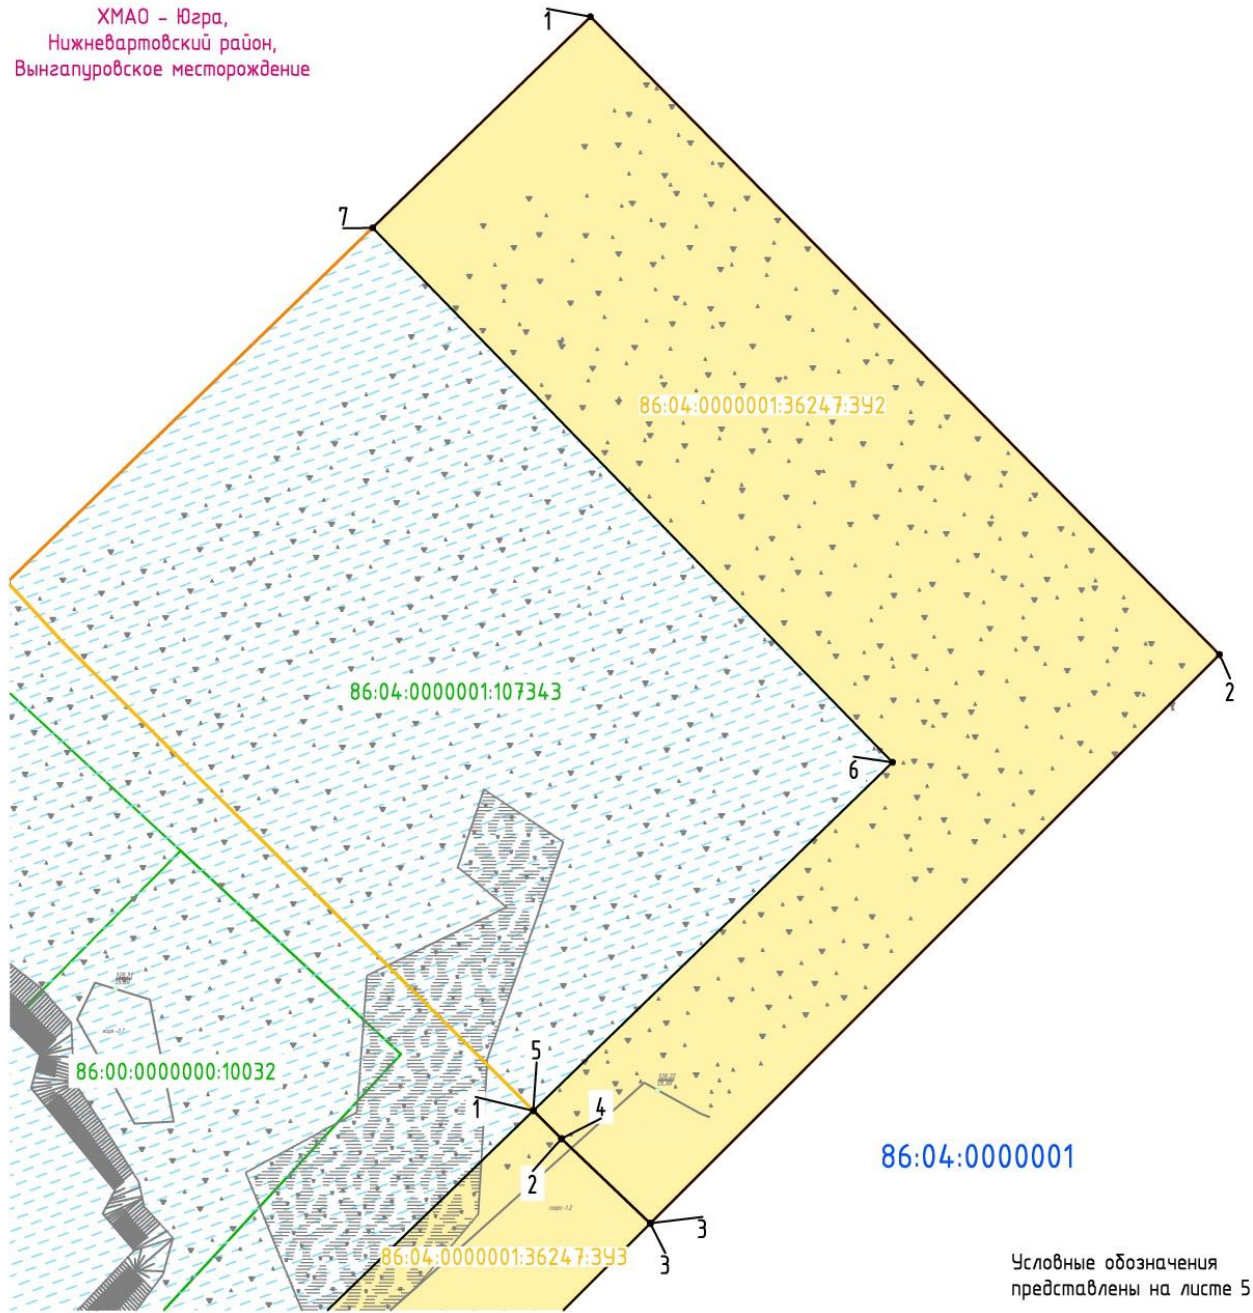 ХМАО - Югра,
Нижневартовский район,
Вынгапуровское месторождение
1
7
86:04:0000001:36247:ЗУ2
2
86:04:0000001:107343
6
5
1
4
86:00:0000000:10032
2
86:04:0000001
3
86:04:0000001:36247:ЗУ3
3
Условные обозначения
представлены на листе 5